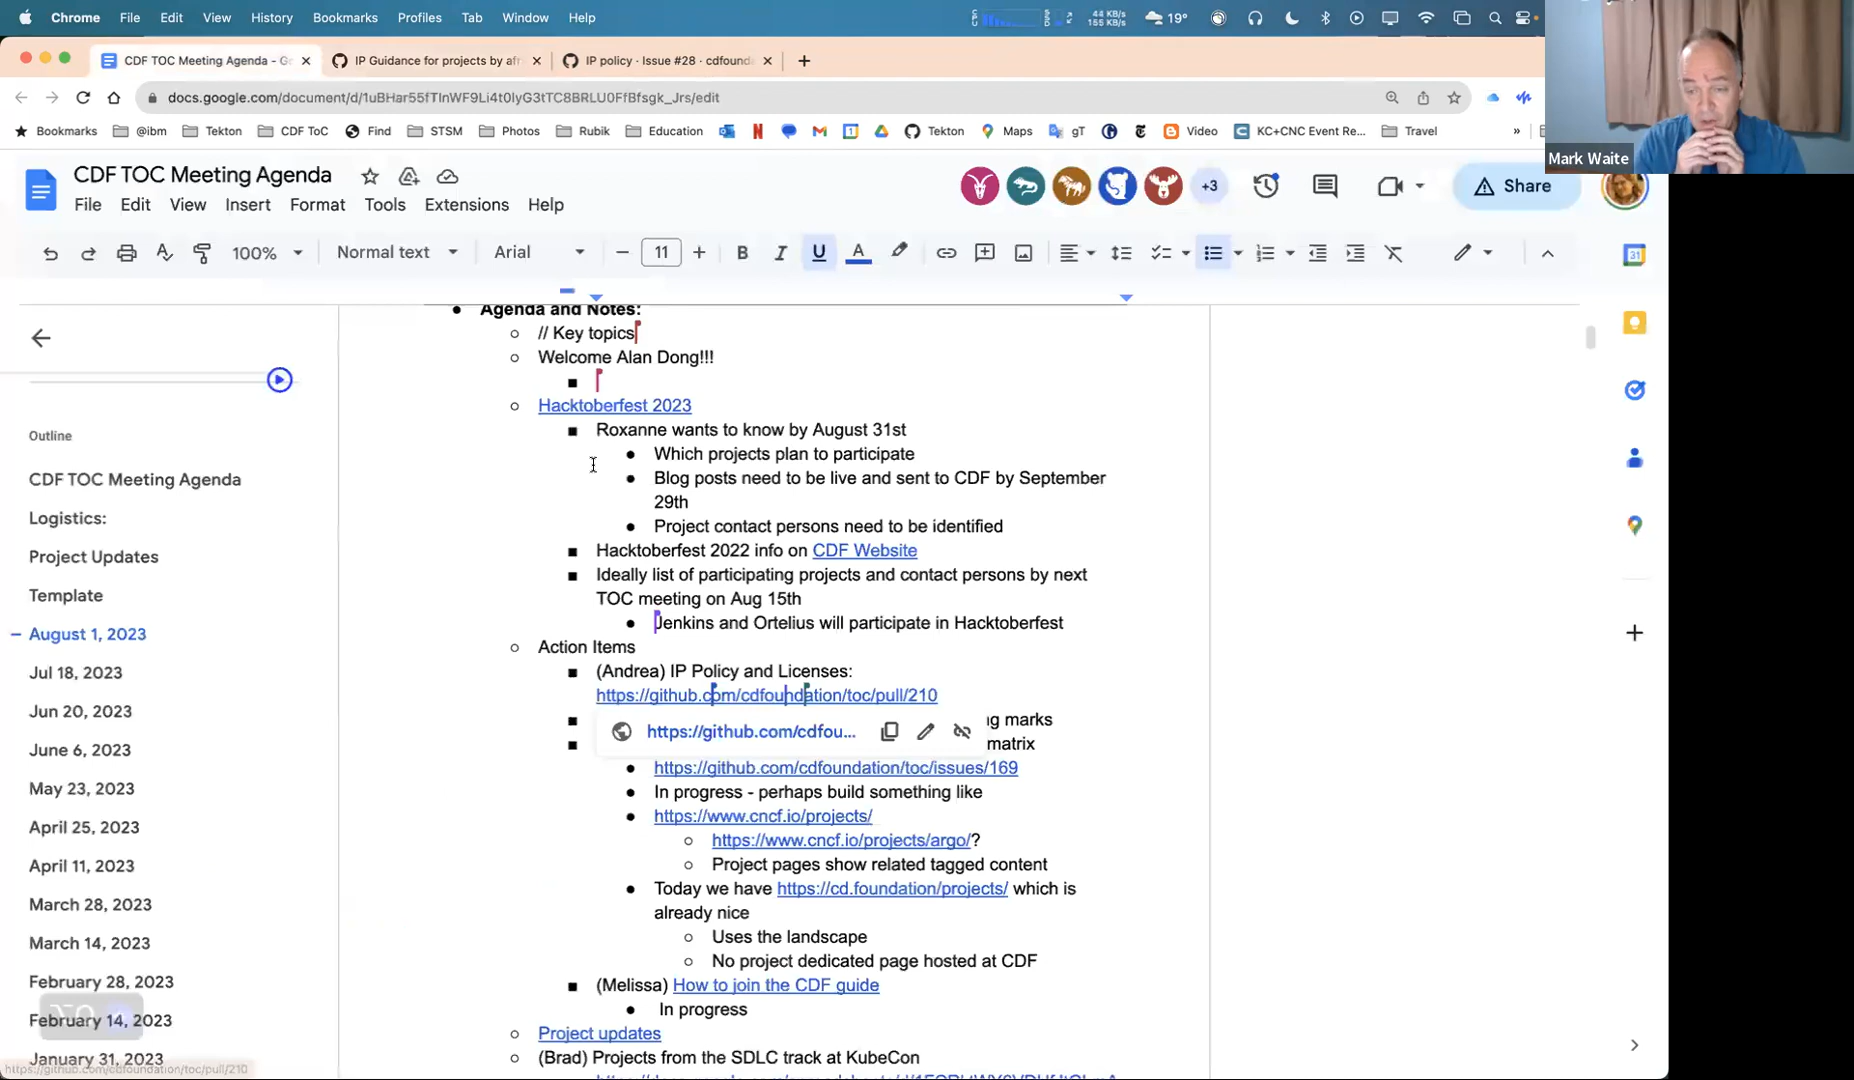 Chrome File Edit View History Bookmarks Profiles Tab Window Help 44 KB/s 155 KB/s 19°
CDF TOC Meeting Agenda - G
IP Guidance for projects by afr
IP policy · Issue #28 · cdfound
docs.google.com/document/d/1uBHar55fTlnWF9Li4t0lyG3tTC8BRLU0FfBfsgk_Jrs/edit
Bookmarks @ibm Tekton CDF ToC Find STSM Photos Rubik Education Tekton Maps gT Video KC+CNC Event Re... Travel »
Mark Waite
CDF TOC Meeting Agenda
+3
Share
File Edit View Insert Format Tools Extensions Help
100% Normal text Arial 11
Agenda and Notes:
// Key topics
Welcome Alan Dong!!!
Hacktoberfest 2023
Roxanne wants to know by August 31st
Which projects plan to participate
Blog posts need to be live and sent to CDF by September
29th
Project contact persons need to be identified
Hacktoberfest 2022 info on CDF Website
Ideally list of participating projects and contact persons by next
TOC meeting on Aug 15th
Jenkins and Ortelius will participate in Hacktoberfest
Action Items
(Andrea) IP Policy and Licenses:
https://github.com/cdfoundation/toc/pull/210
ng marks
https://github.com/cdfou...
matrix
https://github.com/cdfoundation/toc/issues/169
In progress - perhaps build something like
https://www.cncf.io/projects/
https://www.cncf.io/projects/argo/?
Project pages show related tagged content
Today we have https://cd.foundation/projects/ which is
already nice
Uses the landscape
No project dedicated page hosted at CDF
(Melissa) How to join the CDF guide
In progress
Project updates
(Brad) Projects from the SDLC track at KubeCon
Outline
CDF TOC Meeting Agenda
Logistics:
Project Updates
Template
August 1, 2023
Jul 18, 2023
Jun 20, 2023
June 6, 2023
May 23, 2023
April 25, 2023
April 11, 2023
March 28, 2023
March 14, 2023
February 28, 2023
February 14, 2023
January 31, 2023
https://github.com/cdfoundation/toc/pull/210